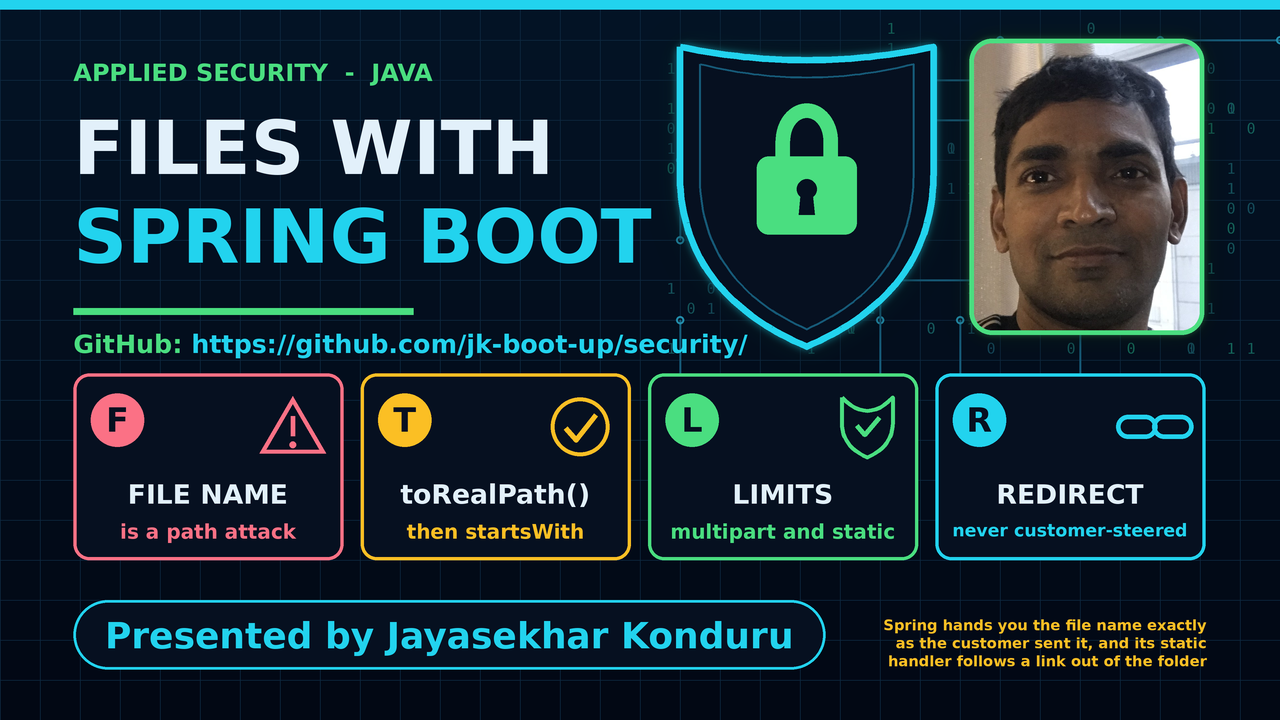 APPLIED SECURITY - JAVA
FILES WITH
SPRING BOOT
GitHub: https://github.com/jk-boot-up/security/
F
FILE NAME
is a path attack
T
toRealPath()
then startsWith
L
LIMITS
multipart and static
R
REDIRECT
never customer-steered
Presented by Jayasekhar Konduru
Spring hands you the file name exactly
as the customer sent it, and its static
handler follows a link out of the folder